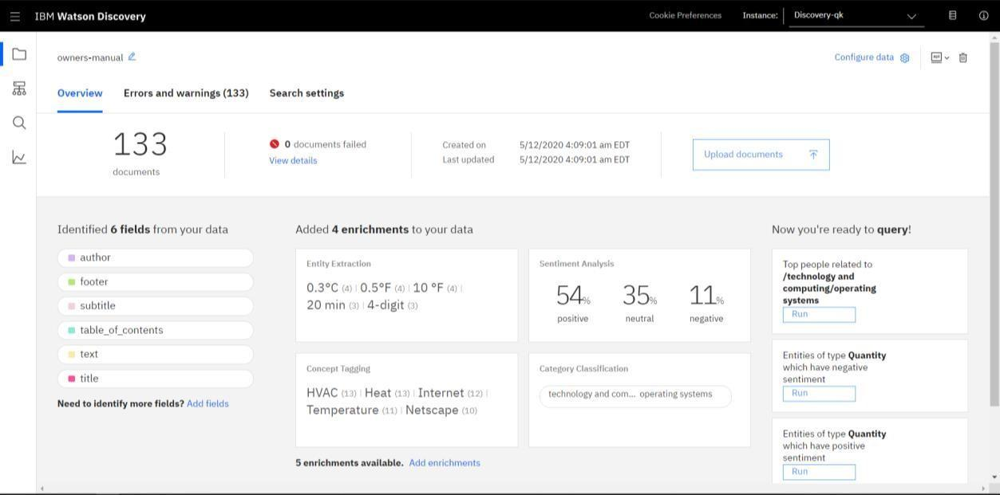 IBM Watson Discovery
Cookie Preferences
Instance:
Discovery-qk
owners-manual
Configure data
Overview
Errors and warnings (133)
Search settings
133
documents
0 documents failed
View details
Created on 5/12/2020 4:09:01 am EDT
Last updated 5/12/2020 4:09:01 am EDT
Upload documents
Identified 6 fields from your data
author
footer
subtitle
table_of_contents
text
title
Need to identify more fields? Add fields
Added 4 enrichments to your data
Entity Extraction
0.3°C (4) | 0.5°F (4) | 10 °F (4) |
20 min (3) | 4-digit (3)
Sentiment Analysis
54% 35% 11%
positive neutral negative
Concept Tagging
HVAC (13) | Heat (13) | Internet (12) |
Temperature (11) | Netscape (10)
Category Classification
technology and com... operating systems
5 enrichments available. Add enrichments
Now you're ready to query!
Top people related to
/technology and
computing/operating
systems
Run
Entities of type Quantity
which have negative
sentiment
Run
Entities of type Quantity
which have positive
sentiment
Run